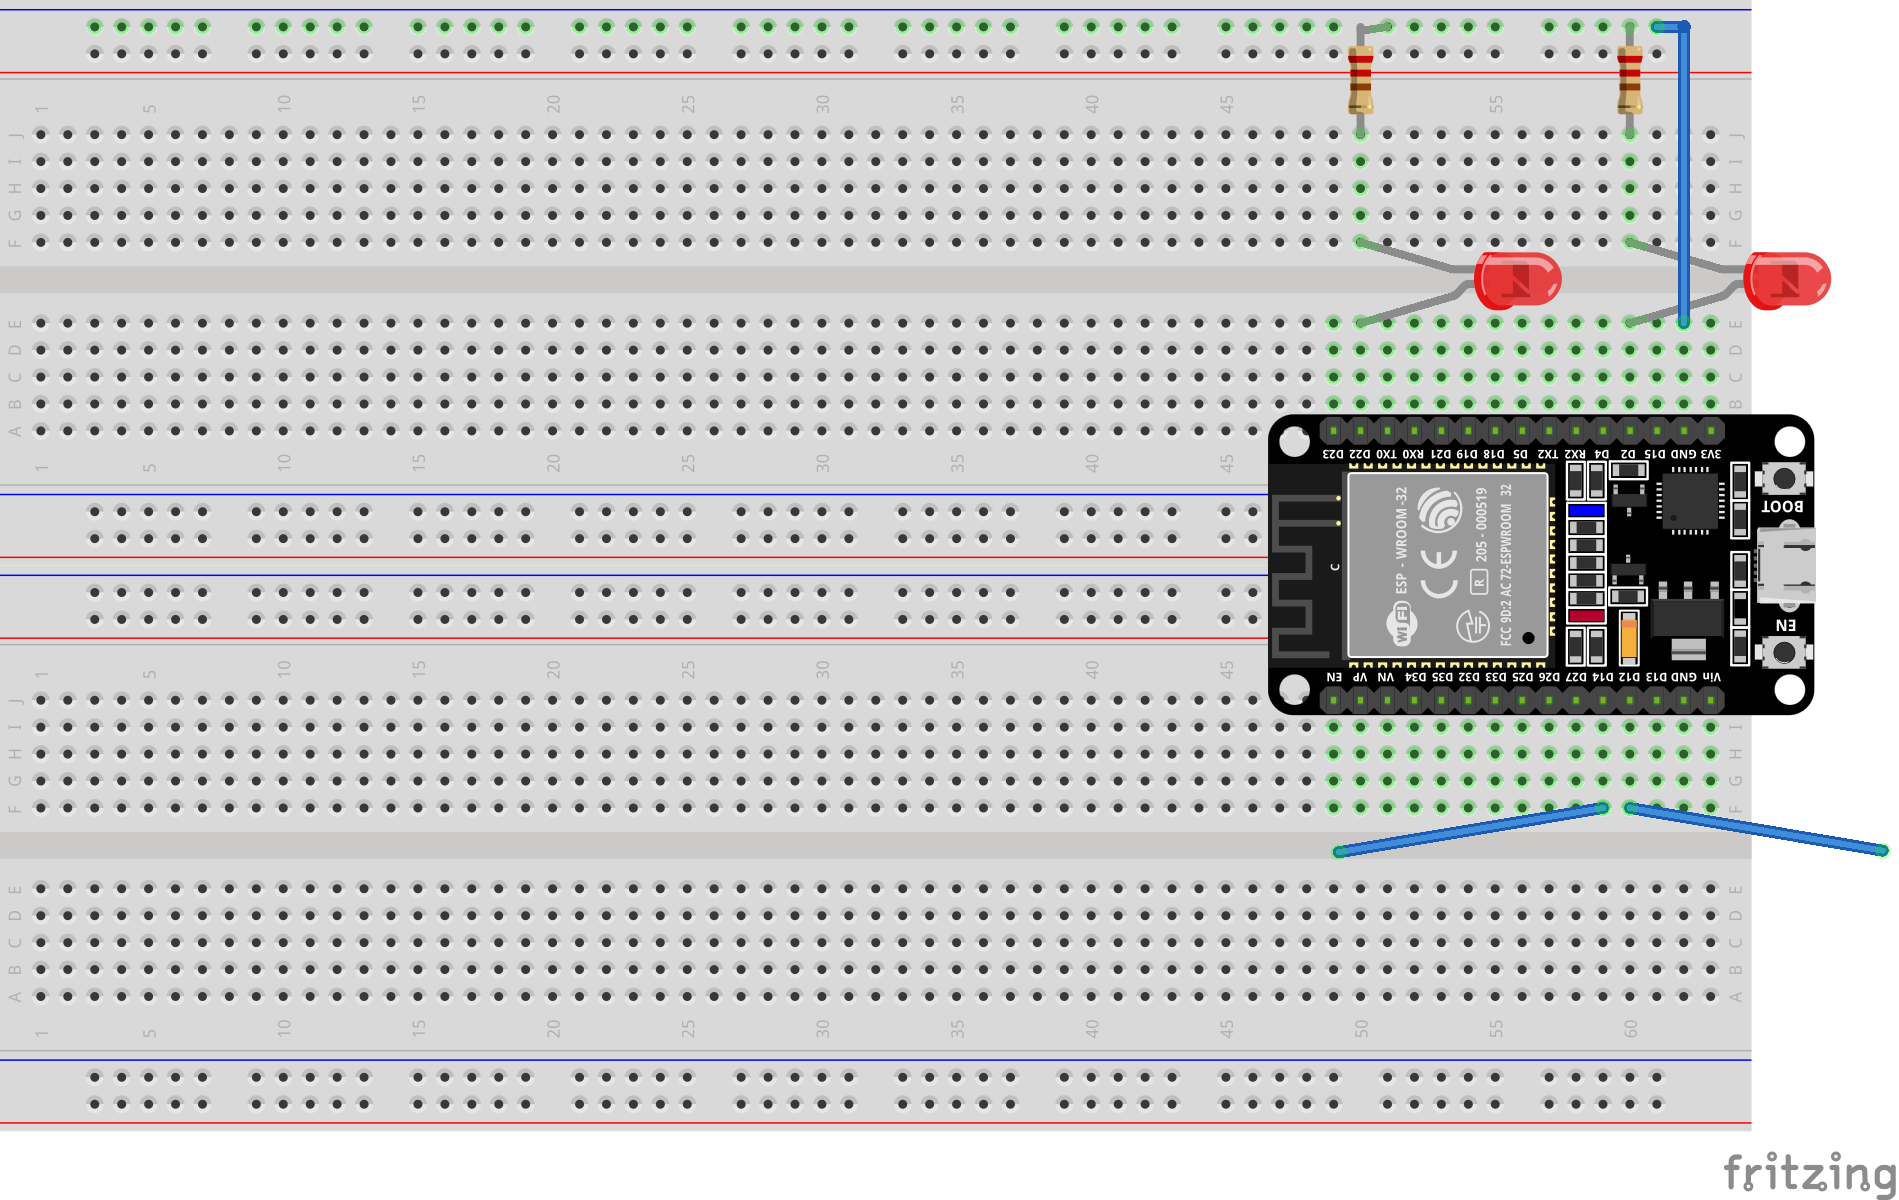 1 5 10 15 20 25 30 35 40 45 55
J J
I I
H H
G G
F F
E E
D D
C C
B B
A
1 5 10 15 20 25 30 35 40 45
D23 D22 TX0 RX0 D21 D19 D18 D5 TX2 RX2 D4 D2 D15 GND 3V3
BOOT
ESP - WROOM -32
CE
R
205 - 000519
FCC 9D:2 AC 72-ESPWROOM 32
Wi Fi
C
EN
EN VP VN D34 D35 D32 D33 D25 D26 D27 D14 D12 D13 GND Vin
1 5 10 15 20 25 30 35 40 45
J
I I
H H
G G
F F
E E
D D
C C
B B
A A
1 5 10 15 20 25 30 35 40 45 50 55 60
fritzing